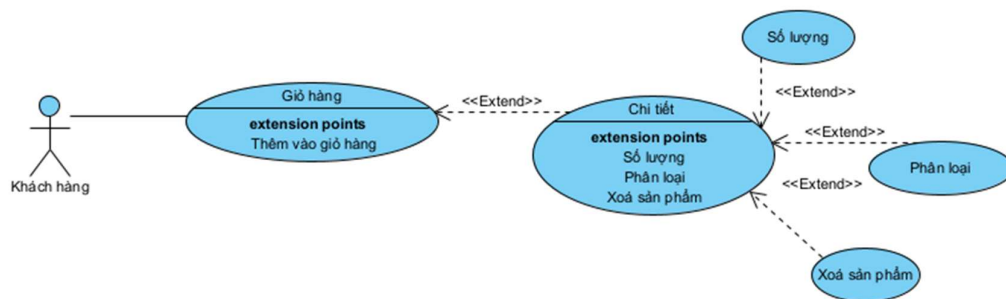 Số lượng
Giỏ hàng
<<Extend>>
<<Extend>>
Chi tiết
extension points
Thêm vào giỏ hàng
extension points
Số lượng
Phân loại
Xoá sản phẩm
<<Extend>>
Phân loại
<<Extend>>
Khách hàng
Xoá sản phẩm